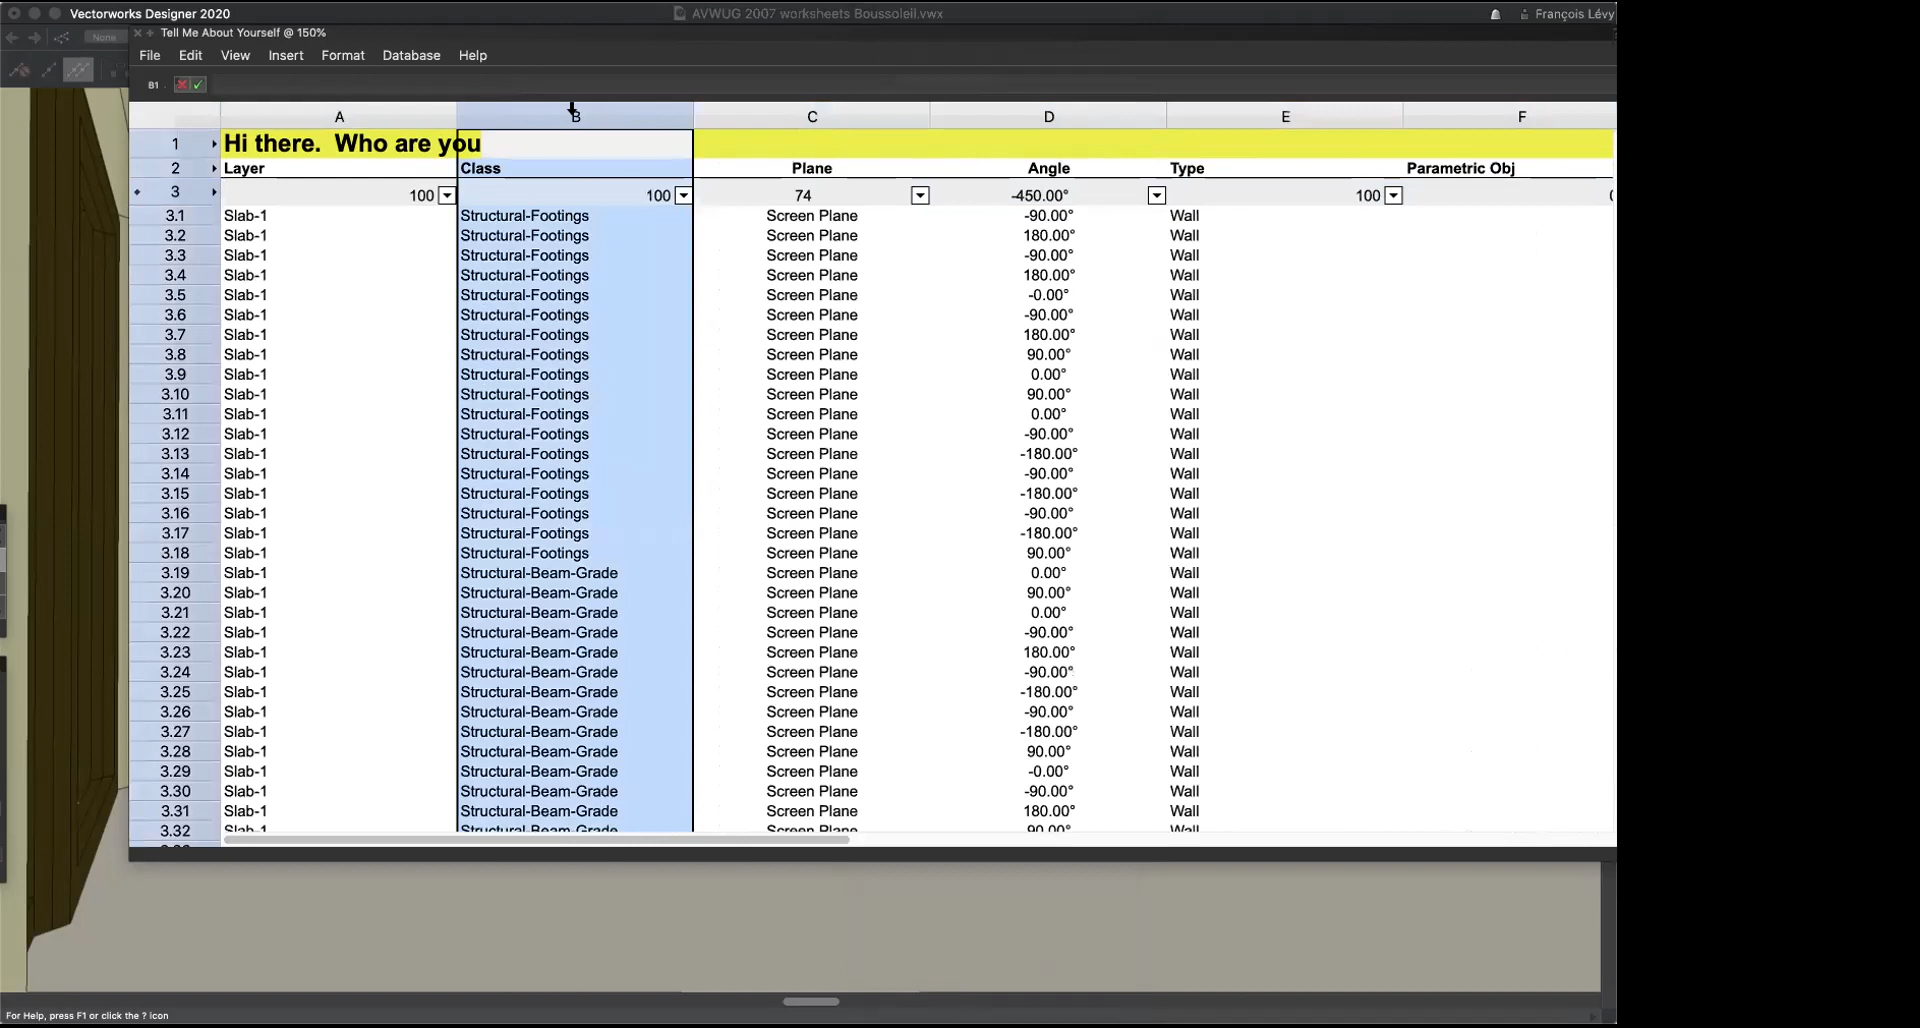 Vectorworks Designer 2020
AVWUG 2007 worksheets Boussoleil.vwx
François Lévy
None
Tell Me About Yourself @ 150%
File Edit View Insert Format Database Help
B1
A B C D E F
1 Hi there. Who are you
2 Layer Class Plane Angle Type Parametric Obj
3 100 100 74 -450.00° 100
3.1 Slab-1 Structural-Footings Screen Plane -90.00° Wall
3.2 Slab-1 Structural-Footings Screen Plane 180.00° Wall
3.3 Slab-1 Structural-Footings Screen Plane -90.00° Wall
3.4 Slab-1 Structural-Footings Screen Plane 180.00° Wall
3.5 Slab-1 Structural-Footings Screen Plane -0.00° Wall
3.6 Slab-1 Structural-Footings Screen Plane -90.00° Wall
3.7 Slab-1 Structural-Footings Screen Plane 180.00° Wall
3.8 Slab-1 Structural-Footings Screen Plane 90.00° Wall
3.9 Slab-1 Structural-Footings Screen Plane 0.00° Wall
3.10 Slab-1 Structural-Footings Screen Plane 90.00° Wall
3.11 Slab-1 Structural-Footings Screen Plane 0.00° Wall
3.12 Slab-1 Structural-Footings Screen Plane -90.00° Wall
3.13 Slab-1 Structural-Footings Screen Plane -180.00° Wall
3.14 Slab-1 Structural-Footings Screen Plane -90.00° Wall
3.15 Slab-1 Structural-Footings Screen Plane -180.00° Wall
3.16 Slab-1 Structural-Footings Screen Plane -90.00° Wall
3.17 Slab-1 Structural-Footings Screen Plane -180.00° Wall
3.18 Slab-1 Structural-Footings Screen Plane 90.00° Wall
3.19 Slab-1 Structural-Beam-Grade Screen Plane 0.00° Wall
3.20 Slab-1 Structural-Beam-Grade Screen Plane 90.00° Wall
3.21 Slab-1 Structural-Beam-Grade Screen Plane 0.00° Wall
3.22 Slab-1 Structural-Beam-Grade Screen Plane -90.00° Wall
3.23 Slab-1 Structural-Beam-Grade Screen Plane 180.00° Wall
3.24 Slab-1 Structural-Beam-Grade Screen Plane -90.00° Wall
3.25 Slab-1 Structural-Beam-Grade Screen Plane -180.00° Wall
3.26 Slab-1 Structural-Beam-Grade Screen Plane -90.00° Wall
3.27 Slab-1 Structural-Beam-Grade Screen Plane -180.00° Wall
3.28 Slab-1 Structural-Beam-Grade Screen Plane 90.00° Wall
3.29 Slab-1 Structural-Beam-Grade Screen Plane -0.00° Wall
3.30 Slab-1 Structural-Beam-Grade Screen Plane -90.00° Wall
3.31 Slab-1 Structural-Beam-Grade Screen Plane 180.00° Wall
3.32 Slab-1 Structural-Beam-Grade Screen Plane 90.00° Wall
For Help, press F1 or click the ? icon